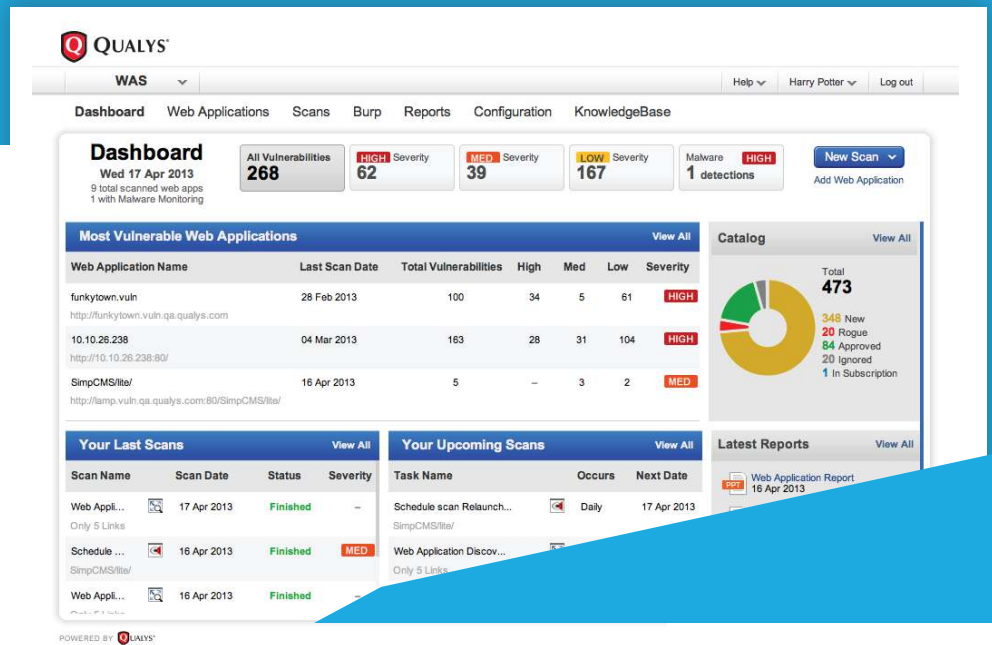 QUALYS®
WAS
Help
Harry Potter
Log out
Dashboard Web Applications Scans Burp Reports Configuration KnowledgeBase
Dashboard
Wed 17 Apr 2013
9 total scanned web apps
1 with Malware Monitoring
All Vulnerabilities
268
HIGH Severity
62
MED Severity
39
LOW Severity
167
Malware HIGH
1 detections
New Scan
Add Web Application
Most Vulnerable Web Applications View All
Web Application Name Last Scan Date Total Vulnerabilities High Med Low Severity
funkytown.vuln 28 Feb 2013 100 34 5 61 HIGH
http://funkytown.vuln.qa.qualys.com
10.10.26.238 04 Mar 2013 163 28 31 104 HIGH
http://10.10.26.238:80/
SimpCMS/lite/ 16 Apr 2013 5 – 3 2 MED
http://lamp.vuln.qa.qualys.com:80/SimpCMS/lite/
Catalog View All
Total
473
348 New
20 Rogue
84 Approved
20 Ignored
1 In Subscription
Your Last Scans View All
Scan Name Scan Date Status Severity
Web Appli... 17 Apr 2013 Finished –
Only 5 Links
Schedule ... 16 Apr 2013 Finished MED
SimpCMS/lite/
Web Appli... 16 Apr 2013 Finished –
Only 5 Links
Your Upcoming Scans View All
Task Name Occurs Next Date
Schedule scan Relaunch... Daily 17 Apr 2013
SimpCMS/lite/
Web Application Discov...
Only 5 Links
Latest Reports View All
PPT Web Application Report
16 Apr 2013
POWERED BY QUALYS®